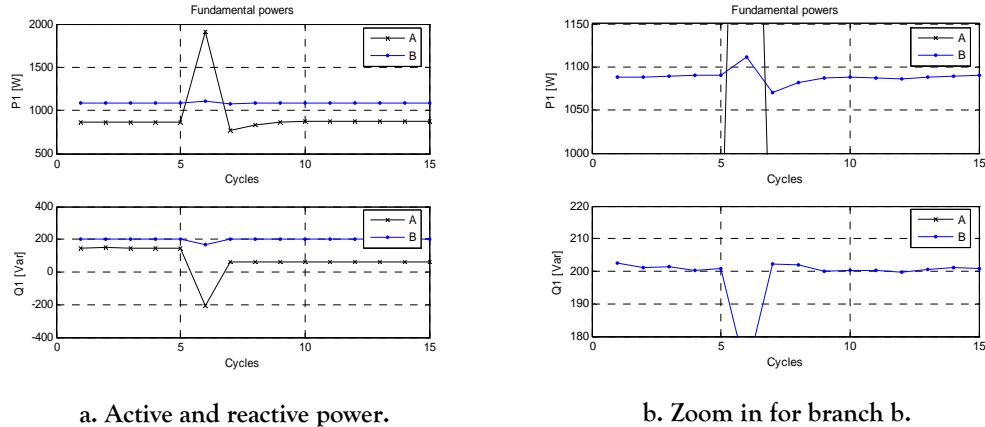 Fundamental powers
2000
1500
1000
500
0 5 10 15
P1 [W]
Cycles
A
B
400
200
0
-200
-400
0 5 10 15
Q1 [Var]
Cycles
A
B
a. Active and reactive power.
Fundamental powers
1150
1100
1050
1000
0 5 10 15
P1 [W]
Cycles
A
B
220
210
200
190
180
0 5 10 15
Q1 [Var]
Cycles
A
B
b. Zoom in for branch b.